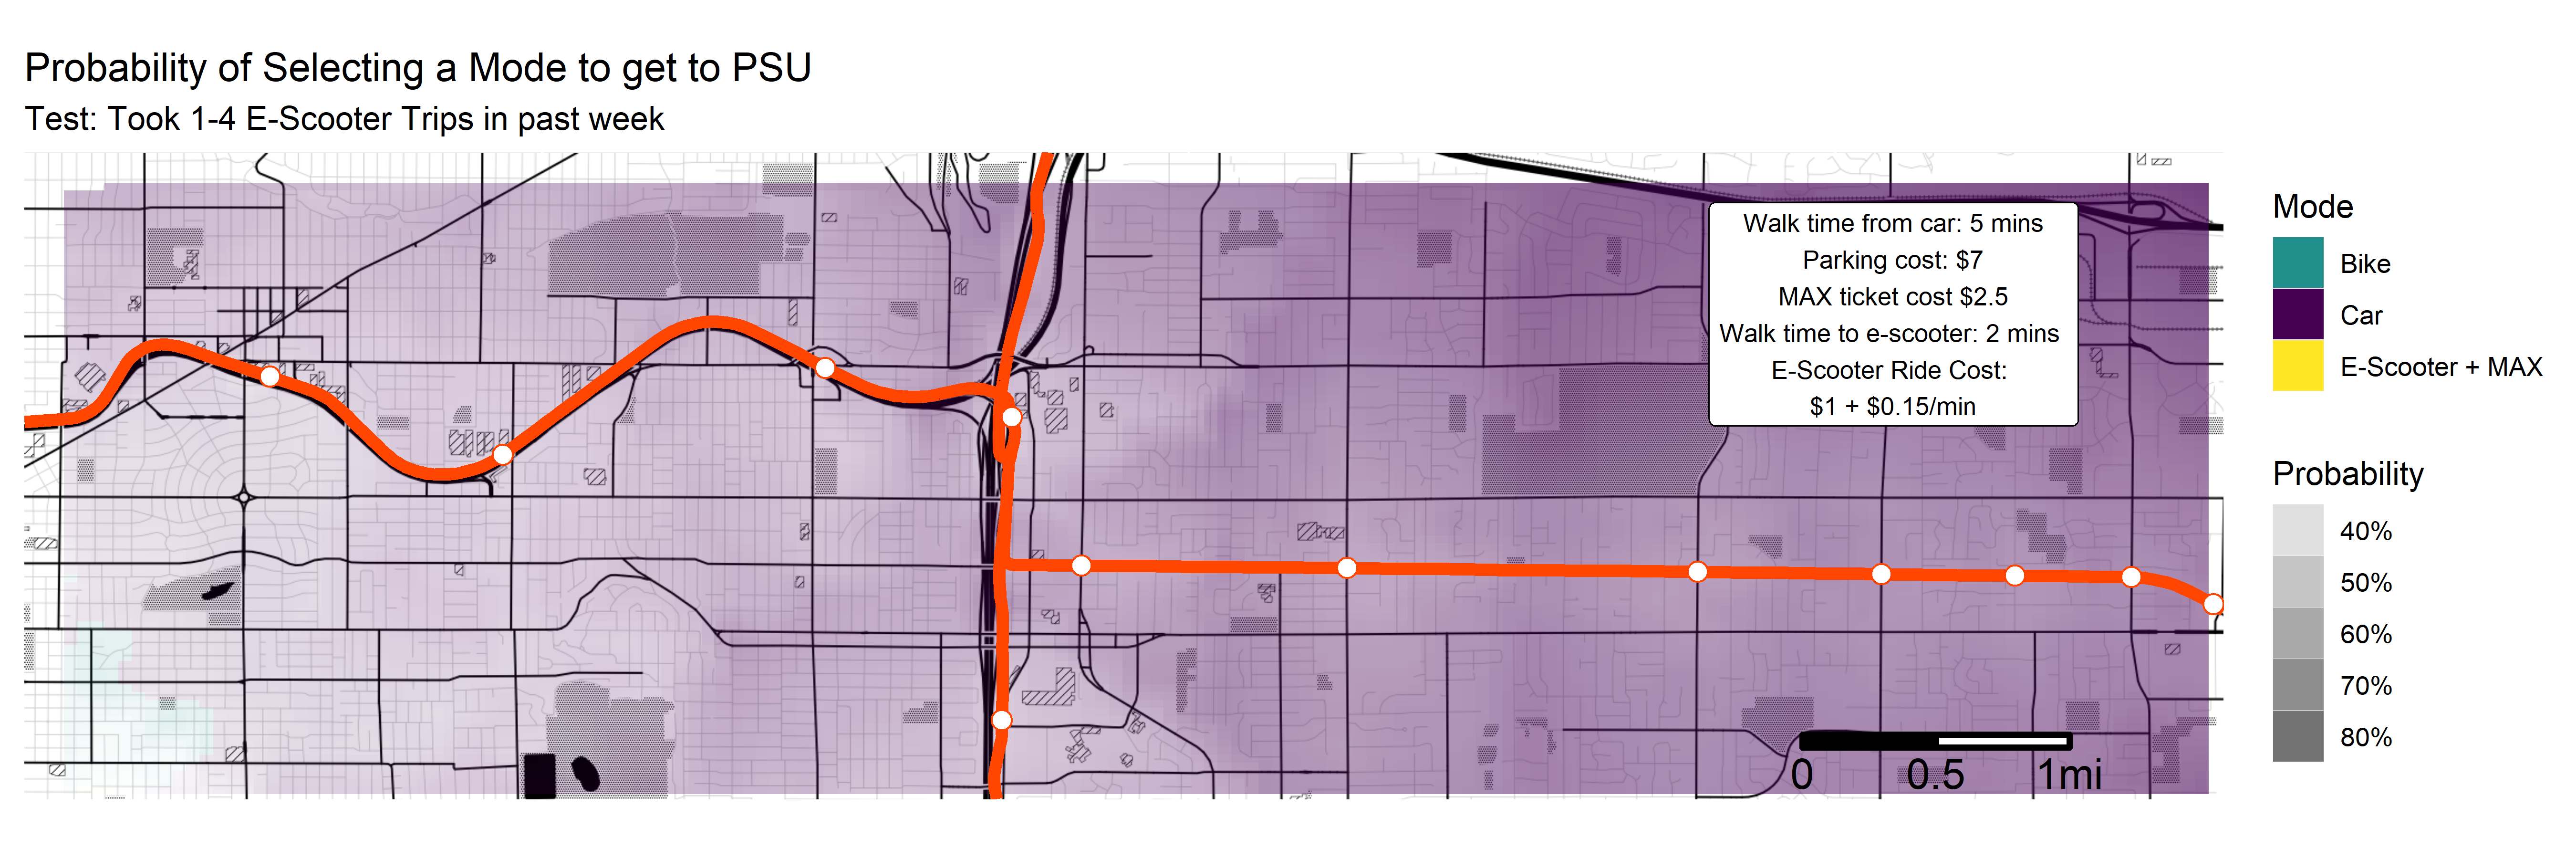 Probability of Selecting a Mode to get to PSU
Test: Took 1-4 E-Scooter Trips in past week
Walk time from car: 5 mins
Parking cost: $7
MAX ticket cost $2.5
Walk time to e-scooter: 2 mins
E-Scooter Ride Cost:
$1 + $0.15/min
0 0.5 1mi
Mode
Bike
Car
E-Scooter + MAX
Probability
40%
50%
60%
70%
80%